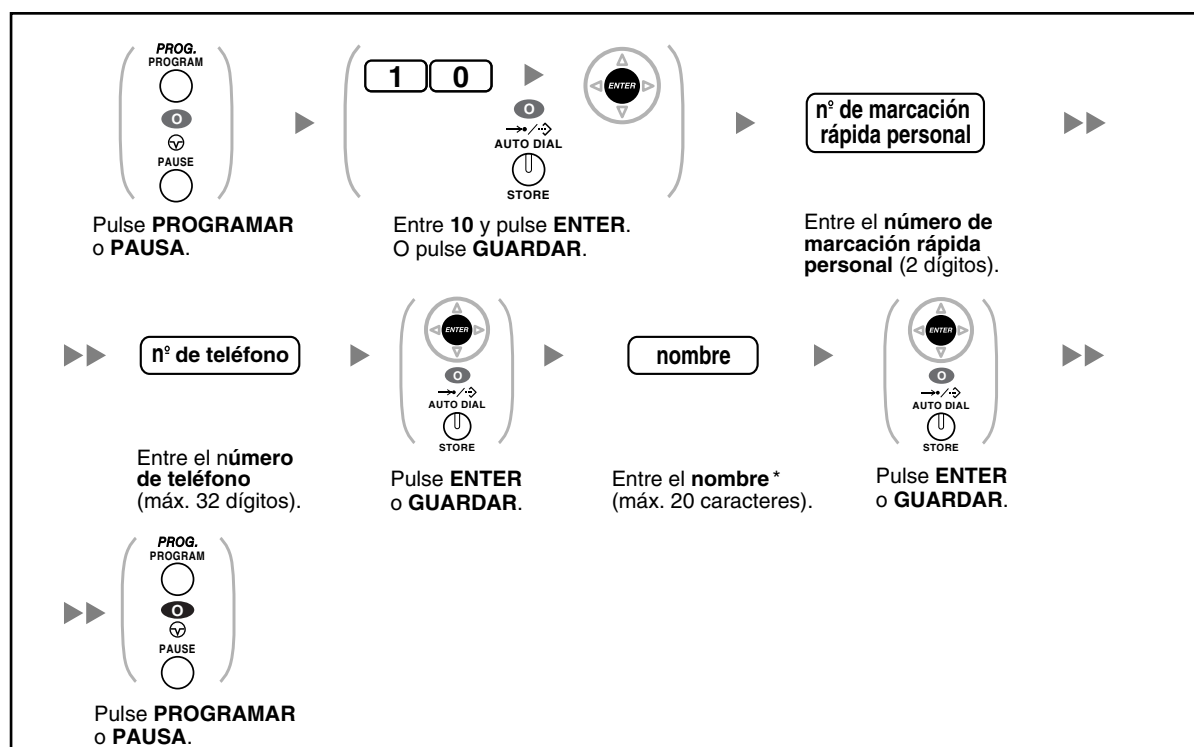 PROG.
PROGRAM
O
PAUSE
Pulse PROGRAMAR
o PAUSA.
1 0
ENTER
O
AUTO DIAL
STORE
Entre 10 y pulse ENTER.
O pulse GUARDAR.
nº de marcación
rápida personal
Entre el número de
marcación rápida
personal (2 dígitos).
nº de teléfono
Entre el número
de teléfono
(máx. 32 dígitos).
ENTER
O
AUTO DIAL
STORE
Pulse ENTER
o GUARDAR.
nombre
Entre el nombre*
(máx. 20 caracteres).
ENTER
O
AUTO DIAL
STORE
Pulse ENTER
o GUARDAR.
PROG.
PROGRAM
O
PAUSE
Pulse PROGRAMAR
o PAUSA.